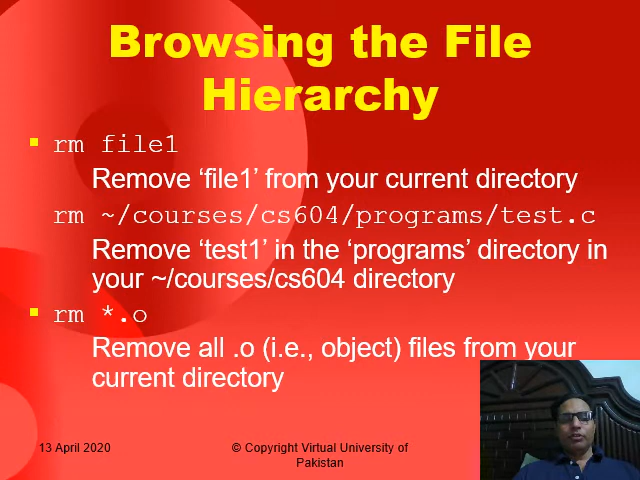 Browsing the File
Hierarchy
rm file1
Remove ‘file1’ from your current directory
rm ~/courses/cs604/programs/test.c
Remove ‘test1’ in the ‘programs’ directory in
your ~/courses/cs604 directory
rm *.o
Remove all .o (i.e., object) files from your
current directory
13 April 2020
© Copyright Virtual University of
Pakistan